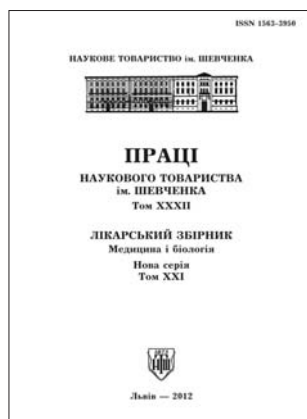 ISSN 1563-3950
НАУКОВЕ ТОВАРИСТВО ім. ШЕВЧЕНКА
ПРАЦІ
НАУКОВОГО ТОВАРИСТВА
ім. ШЕВЧЕНКА
Том XXXII
ЛІКАРСЬКИЙ ЗБІРНИК
Медицина і біологія
Нова серія
Том XXI
Львів — 2012